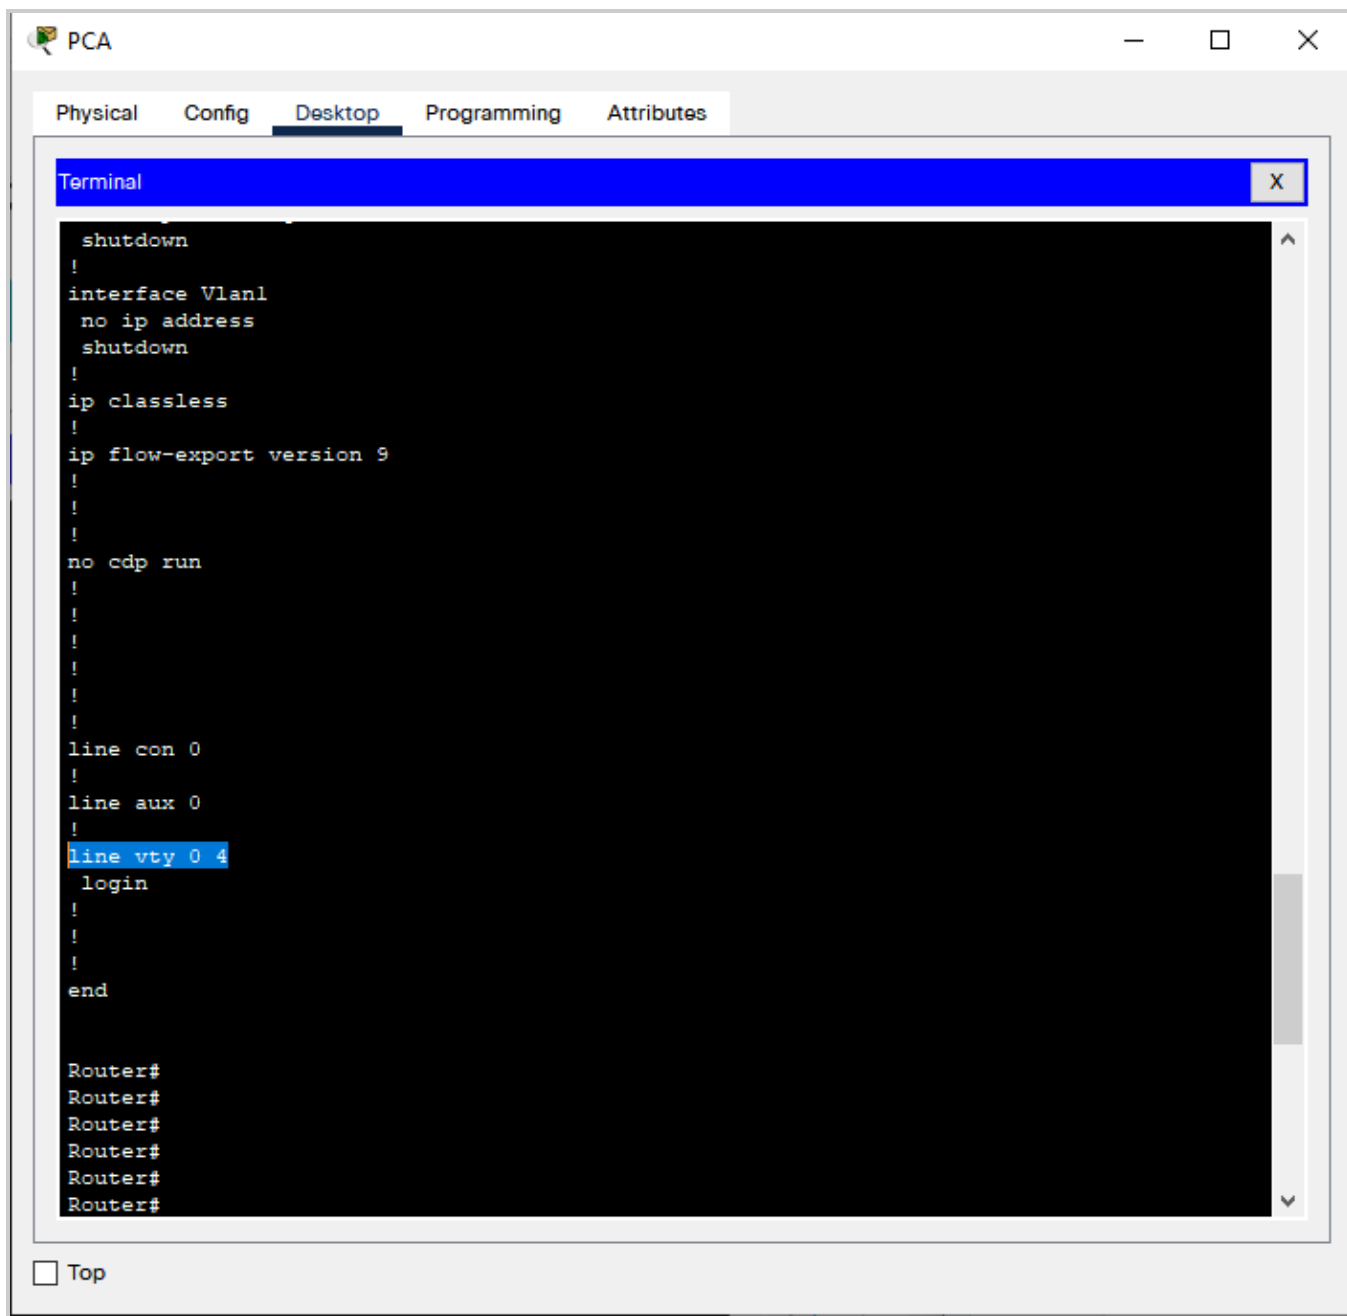 PCA
Physical Config Desktop Programming Attributes
Terminal X
shutdown
!
interface Vlan1
no ip address
shutdown
!
ip classless
!
ip flow-export version 9
!
!
!
no cdp run
!
!
!
!
!
!
line con 0
!
line aux 0
!
line vty 0 4
login
!
!
!
end
Router#
Router#
Router#
Router#
Router#
Router#
Top